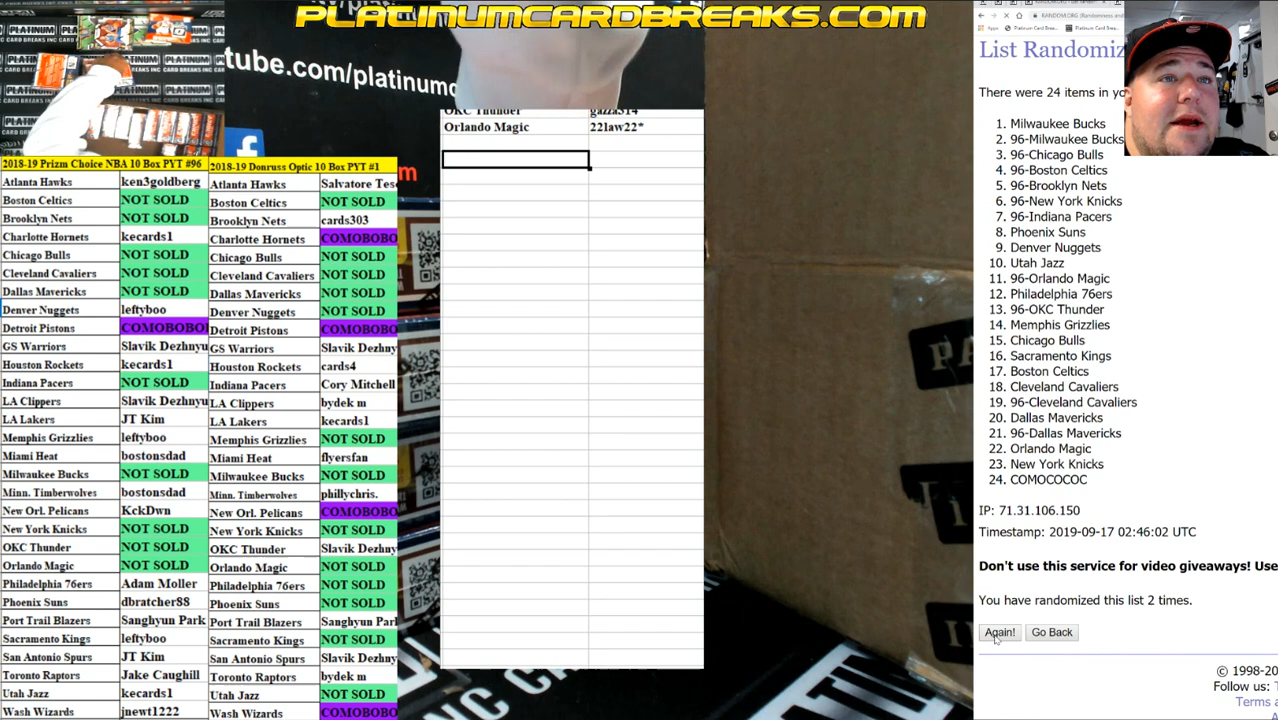 PLATINUMCARDBREAKS.COM
tube.com/platinumc
2018-19 Prizm Choice NBA 10 Box PYT #96
Atlanta Hawks ken3goldberg
Boston Celtics NOT SOLD
Brooklyn Nets NOT SOLD
Charlotte Hornets kecards1
Chicago Bulls NOT SOLD
Cleveland Cavaliers NOT SOLD
Dallas Mavericks NOT SOLD
Denver Nuggets leftyboo
Detroit Pistons COMOBOBO
GS Warriors Slavik Dezhnyu
Houston Rockets kecards1
Indiana Pacers NOT SOLD
LA Clippers Slavik Dezhnyu
LA Lakers JT Kim
Memphis Grizzlies leftyboo
Miami Heat bostonsdad
Milwaukee Bucks NOT SOLD
Minn. Timberwolves bostonsdad
New Orl. Pelicans KckDwn
New York Knicks NOT SOLD
OKC Thunder NOT SOLD
Orlando Magic NOT SOLD
Philadelphia 76ers Adam Moller
Phoenix Suns dbratcher88
Port Trail Blazers Sanghyun Park
Sacramento Kings leftyboo
San Antonio Spurs JT Kim
Toronto Raptors Jake Caughill
Utah Jazz kecards1
Wash Wizards jnewt1222
2018-19 Donruss Optic 10 Box PYT #1
Atlanta Hawks Salvatore Tes
Boston Celtics NOT SOLD
Brooklyn Nets cards303
Charlotte Hornets COMOBOBO
Chicago Bulls NOT SOLD
Cleveland Cavaliers NOT SOLD
Dallas Mavericks NOT SOLD
Denver Nuggets NOT SOLD
Detroit Pistons COMOBOBO
GS Warriors Slavik Dezhny
Houston Rockets cards4
Indiana Pacers Cory Mitchell
LA Clippers bydek m
LA Lakers kecards1
Memphis Grizzlies NOT SOLD
Miami Heat flyersfan
Milwaukee Bucks NOT SOLD
Minn. Timberwolves phillychris.
New Orl. Pelicans COMOBOBO
New York Knicks NOT SOLD
OKC Thunder Slavik Dezhny
Orlando Magic NOT SOLD
Philadelphia 76ers NOT SOLD
Phoenix Suns NOT SOLD
Port Trail Blazers Sanghyun Parl
Sacramento Kings NOT SOLD
San Antonio Spurs Slavik Dezhny
Toronto Raptors bydek m
Utah Jazz NOT SOLD
Wash Wizards COMOBOBO
OKC Thunder gazza314
Orlando Magic 22law22*
List Randomiz
There were 24 items in yo
1. Milwaukee Bucks
2. 96-Milwaukee Bucks
3. 96-Chicago Bulls
4. 96-Boston Celtics
5. 96-Brooklyn Nets
6. 96-New York Knicks
7. 96-Indiana Pacers
8. Phoenix Suns
9. Denver Nuggets
10. Utah Jazz
11. 96-Orlando Magic
12. Philadelphia 76ers
13. 96-OKC Thunder
14. Memphis Grizzlies
15. Chicago Bulls
16. Sacramento Kings
17. Boston Celtics
18. Cleveland Cavaliers
19. 96-Cleveland Cavaliers
20. Dallas Mavericks
21. 96-Dallas Mavericks
22. Orlando Magic
23. New York Knicks
24. COMOCOCOC
IP: 71.31.106.150
Timestamp: 2019-09-17 02:46:02 UTC
Don't use this service for video giveaways! Use
You have randomized this list 2 times.
Again! Go Back
© 1998-20
Follow us: T
Terms